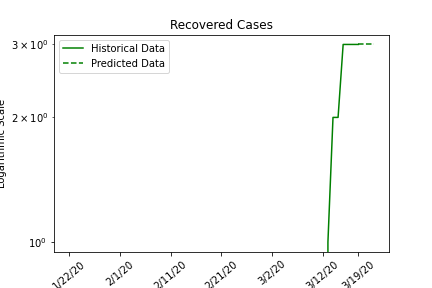 Recovered Cases
Historical Data
Predicted Data
3 × 10⁰
2 × 10⁰
10⁰
Logarithmic Scale
1/22/20
2/1/20
2/11/20
2/21/20
3/2/20
3/12/20
3/19/20